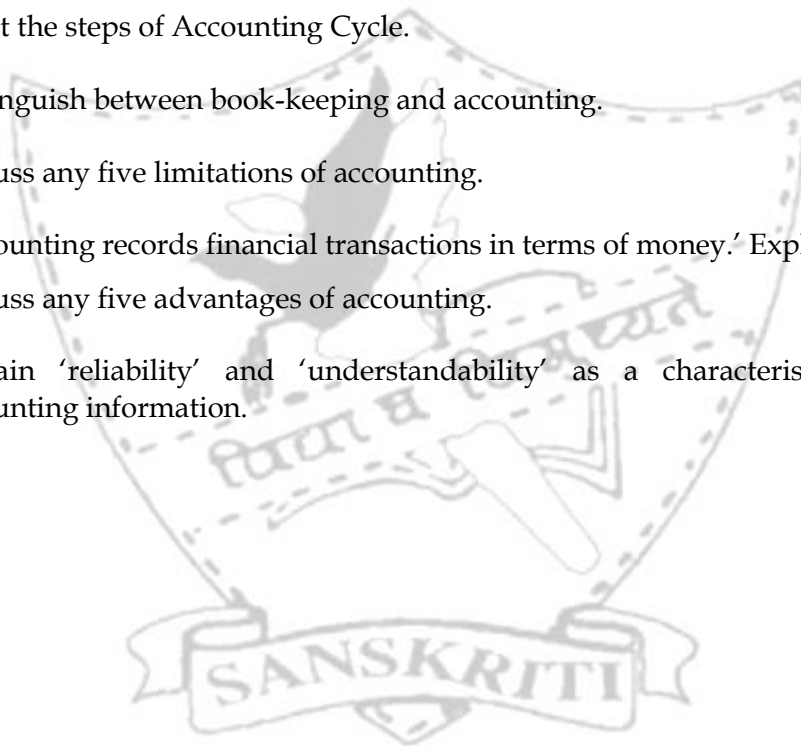 t the steps of Accounting Cycle.
nguish between book-keeping and accounting.
uss any five limitations of accounting.
ounting records financial transactions in terms of money.’ Expl
uss any five advantages of accounting.
ain ‘reliability’ and ‘understandability’ as a characteris
unting information.
SANSKRITI